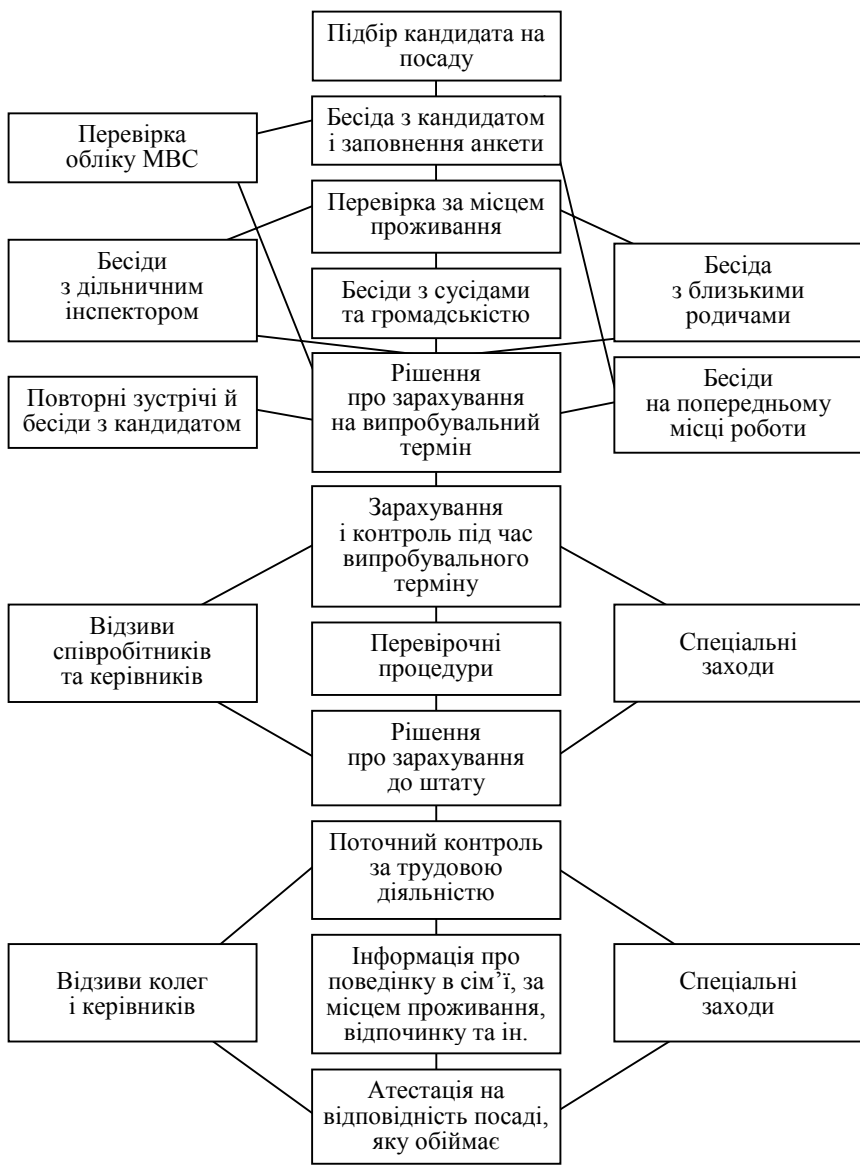 Підбір кандидата на
посаду
Бесіда з кандидатом
і заповнення анкети
Перевірка
обліку МВС
Перевірка за місцем
проживання
Бесіди
з дільничним
інспектором
Бесіди з сусідами
та громадськістю
Бесіда
з близькими
родичами
Повторні зустрічі й
бесіди з кандидатом
Рішення
про зарахування
на випробувальний
термін
Бесіди
на попередньому
місці роботи
Зарахування
і контроль під час
випробувального
терміну
Відзиви
співробітників
та керівників
Перевірочні
процедури
Спеціальні
заходи
Рішення
про зарахування
до штату
Поточний контроль
за трудовою
діяльністю
Відзиви колег
і керівників
Інформація про
поведінку в сім’ї, за
місцем проживання,
відпочинку та ін.
Спеціальні
заходи
Атестація на
відповідність посаді,
яку обіймає